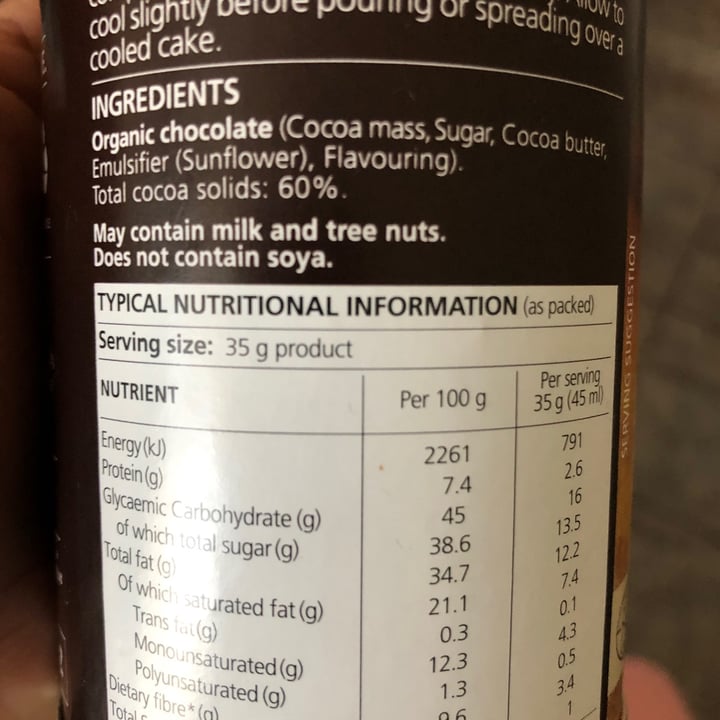 cool slightly before pouring or spreading over a
cooled cake.
INGREDIENTS
Organic chocolate (Cocoa mass, Sugar, Cocoa butter,
Emulsifier (Sunflower), Flavouring).
Total cocoa solids: 60%.
May contain milk and tree nuts.
Does not contain soya.
TYPICAL NUTRITIONAL INFORMATION (as packed)
Serving size: 35 g product
NUTRIENT Per 100 g Per serving
35 g (45 ml)
Energy (kJ) 2261 791
Protein (g) 7.4 2.6
Glycaemic Carbohydrate (g) 45 16
of which total sugar (g) 38.6 13.5
Total fat (g) 34.7 12.2
Of which saturated fat (g) 21.1 7.4
Trans fat (g) 0.3 0.1
Monounsaturated (g) 12.3 4.3
Polyunsaturated (g) 1.3 0.5
Dietary fibre* (g) 9.6 3.4
Total 1
SERVING SUGGESTION